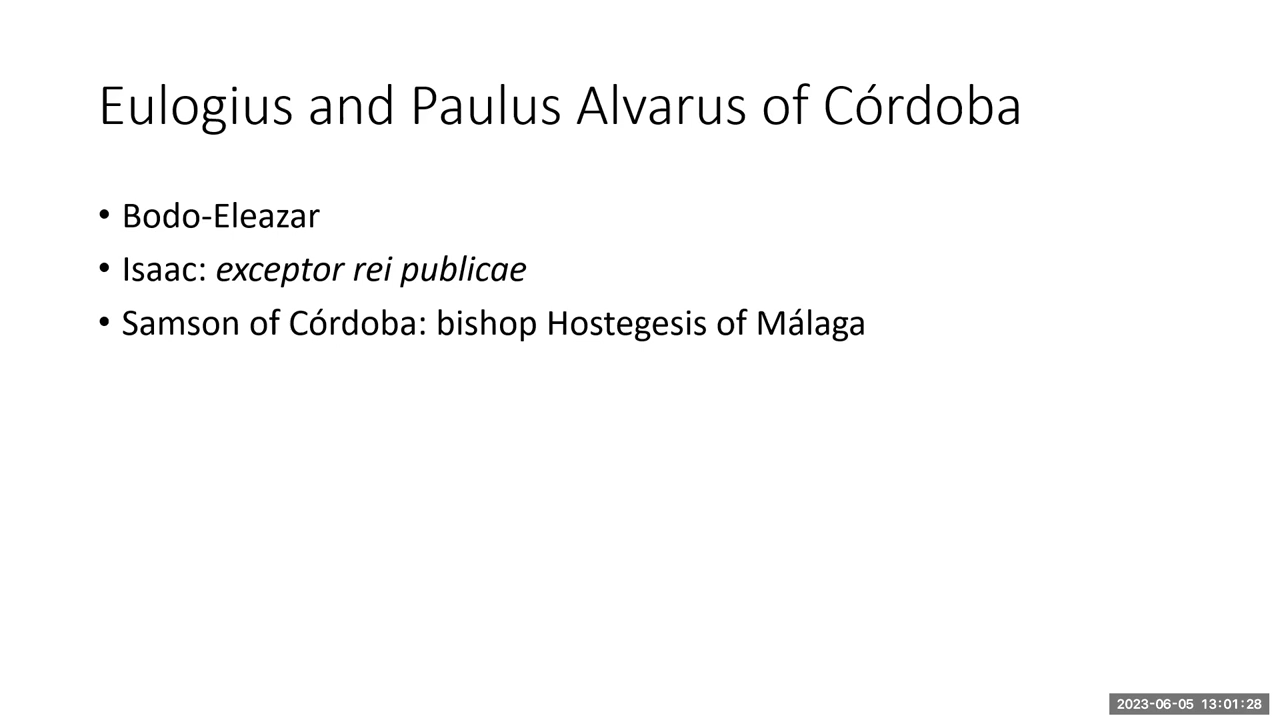 Eulogius and Paulus Alvarus of Córdoba
• Bodo-Eleazar
• Isaac: exceptor rei publicae
• Samson of Córdoba: bishop Hostegesis of Málaga
2023-06-05 13:01:28